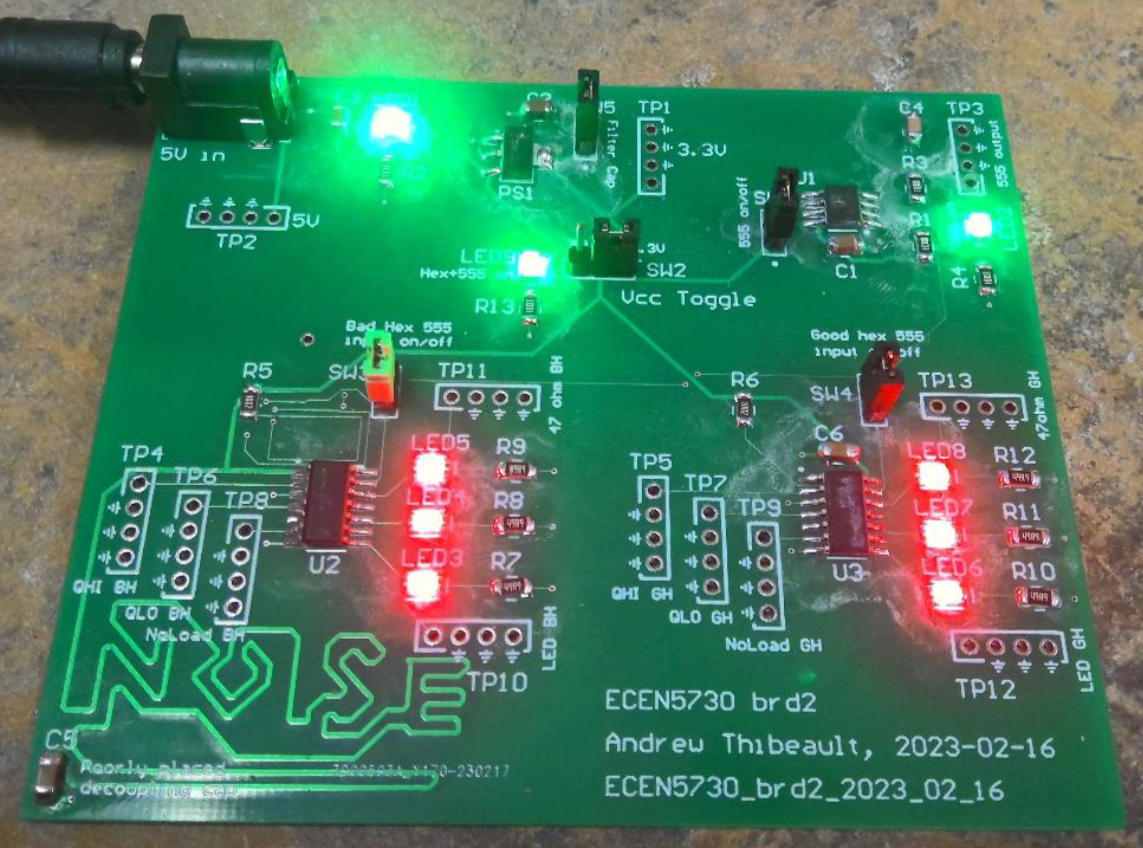 5V in
R2
C2
PS1
Filter Cap
TP1
3.3V
C4
TP3
555 output
R3
555 on/off
R1
C1
LED2
R4
TP2
5V
LED9
Hex+555 on
R13
.3V
SW2
Vcc Toggle
Bad Hex 555
input on/off
SW3
R5
TP11
47 ohm BH
Good hex 555
SW4
R6
TP13
47ohm GH
C6
TP4
TP6
TP8
LED5
R9
LED4
R8
LED3
R7
U2
QHI BH
QLO BH
NoLoad BH
LED BH
TP10
TP5
TP7
TP9
LED8
R12
LED7
R11
LED6
R10
U3
QHI GH
QLO GH
NoLoad GH
LED GH
TP12
NOISE
C5
Poorly placed
decoupling cap
ECEN5730 brd2
Andrew Thibeault, 2023-02-16
ECEN5730_brd2_2023_02_16